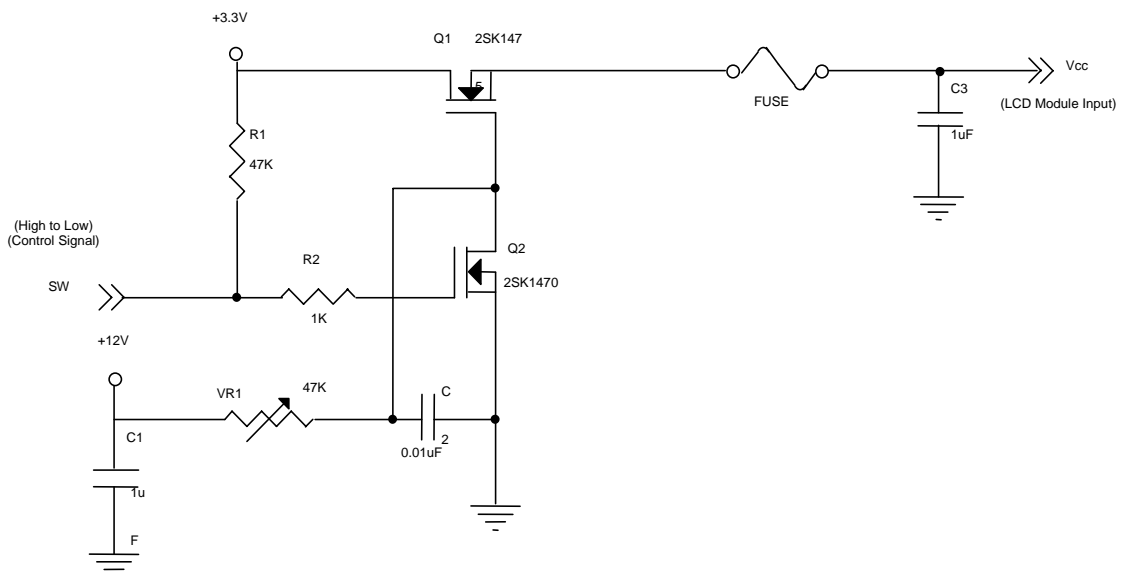 +3.3V
Q1 2SK147
5
Vcc
C3
FUSE
(LCD Module Input)
R1
1uF
47K
(High to Low)
(Control Signal)
Q2
R2
SW
2SK1470
1K
+12V
VR1
47K
C
C1
2
0.01uF
1u
F